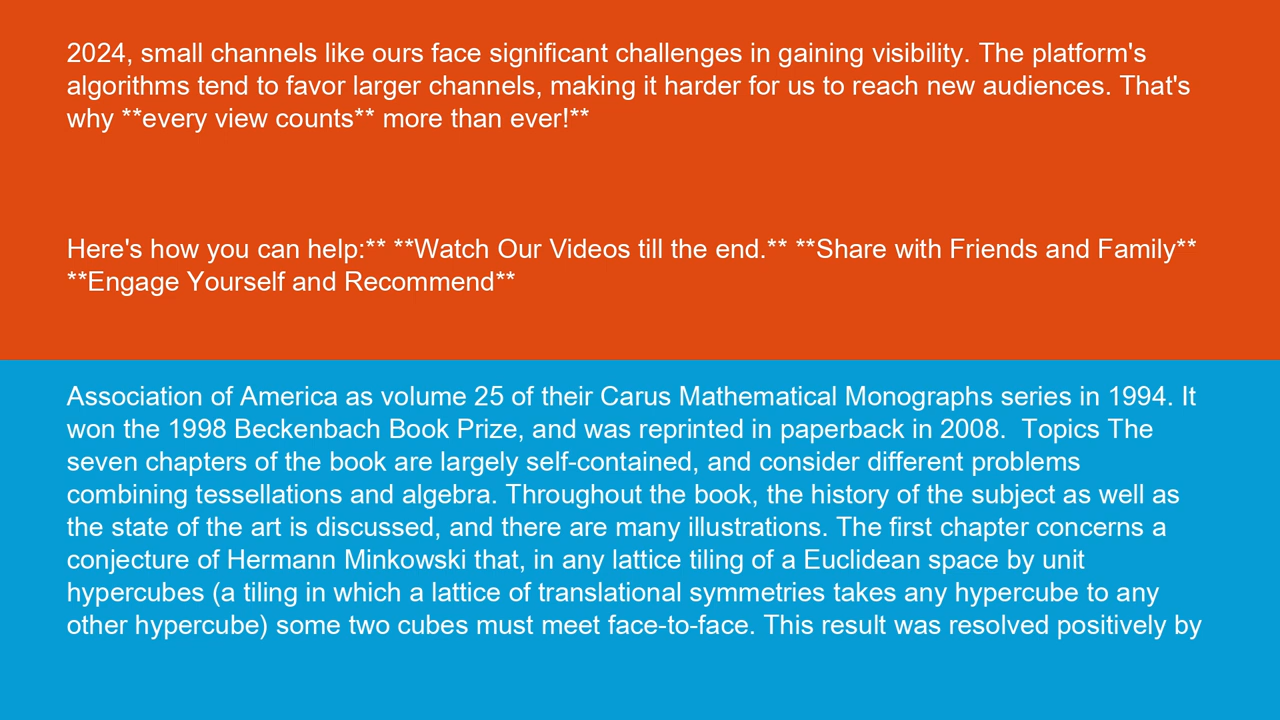 2024, small channels like ours face significant challenges in gaining visibility. The platform's
algorithms tend to favor larger channels, making it harder for us to reach new audiences. That's
why **every view counts** more than ever!**
Here's how you can help:** **Watch Our Videos till the end.** **Share with Friends and Family**
**Engage Yourself and Recommend**
Association of America as volume 25 of their Carus Mathematical Monographs series in 1994. It
won the 1998 Beckenbach Book Prize, and was reprinted in paperback in 2008.  Topics The
seven chapters of the book are largely self-contained, and consider different problems
combining tessellations and algebra. Throughout the book, the history of the subject as well as
the state of the art is discussed, and there are many illustrations. The first chapter concerns a
conjecture of Hermann Minkowski that, in any lattice tiling of a Euclidean space by unit
hypercubes (a tiling in which a lattice of translational symmetries takes any hypercube to any
other hypercube) some two cubes must meet face-to-face. This result was resolved positively by